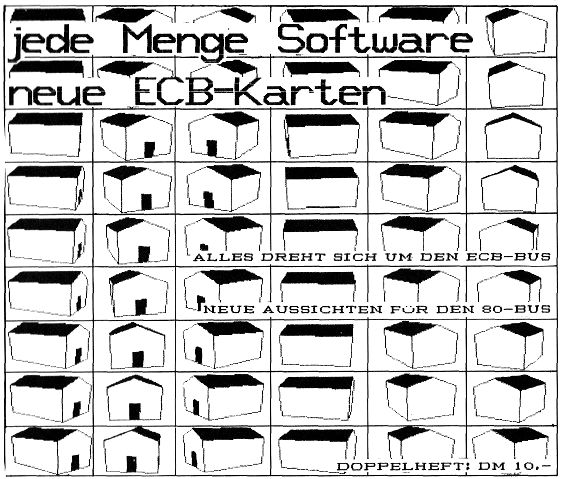 jede Menge Software
neue ECB-Karten
ALLES DREHT SICH UM DEN ECB-BUS
NEUE AUSSICHTEN FÜR DEN 80-BUS
DOPPELHEFT: DM 10,-